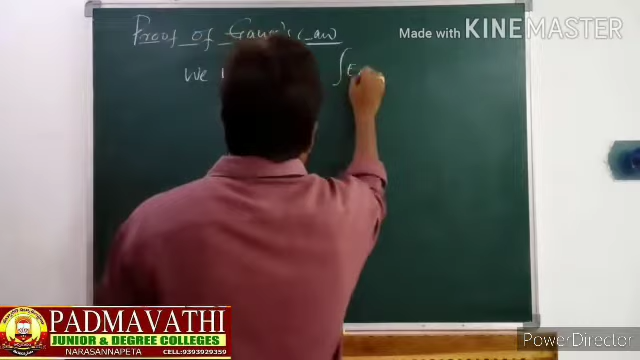 Proof of Gauss's Law
We
∫E
Made with KINEMASTER
PowerDirector
PADMAVATHI
JUNIOR & DEGREE COLLEGES
NARASANNAPETA CELL:9393929359